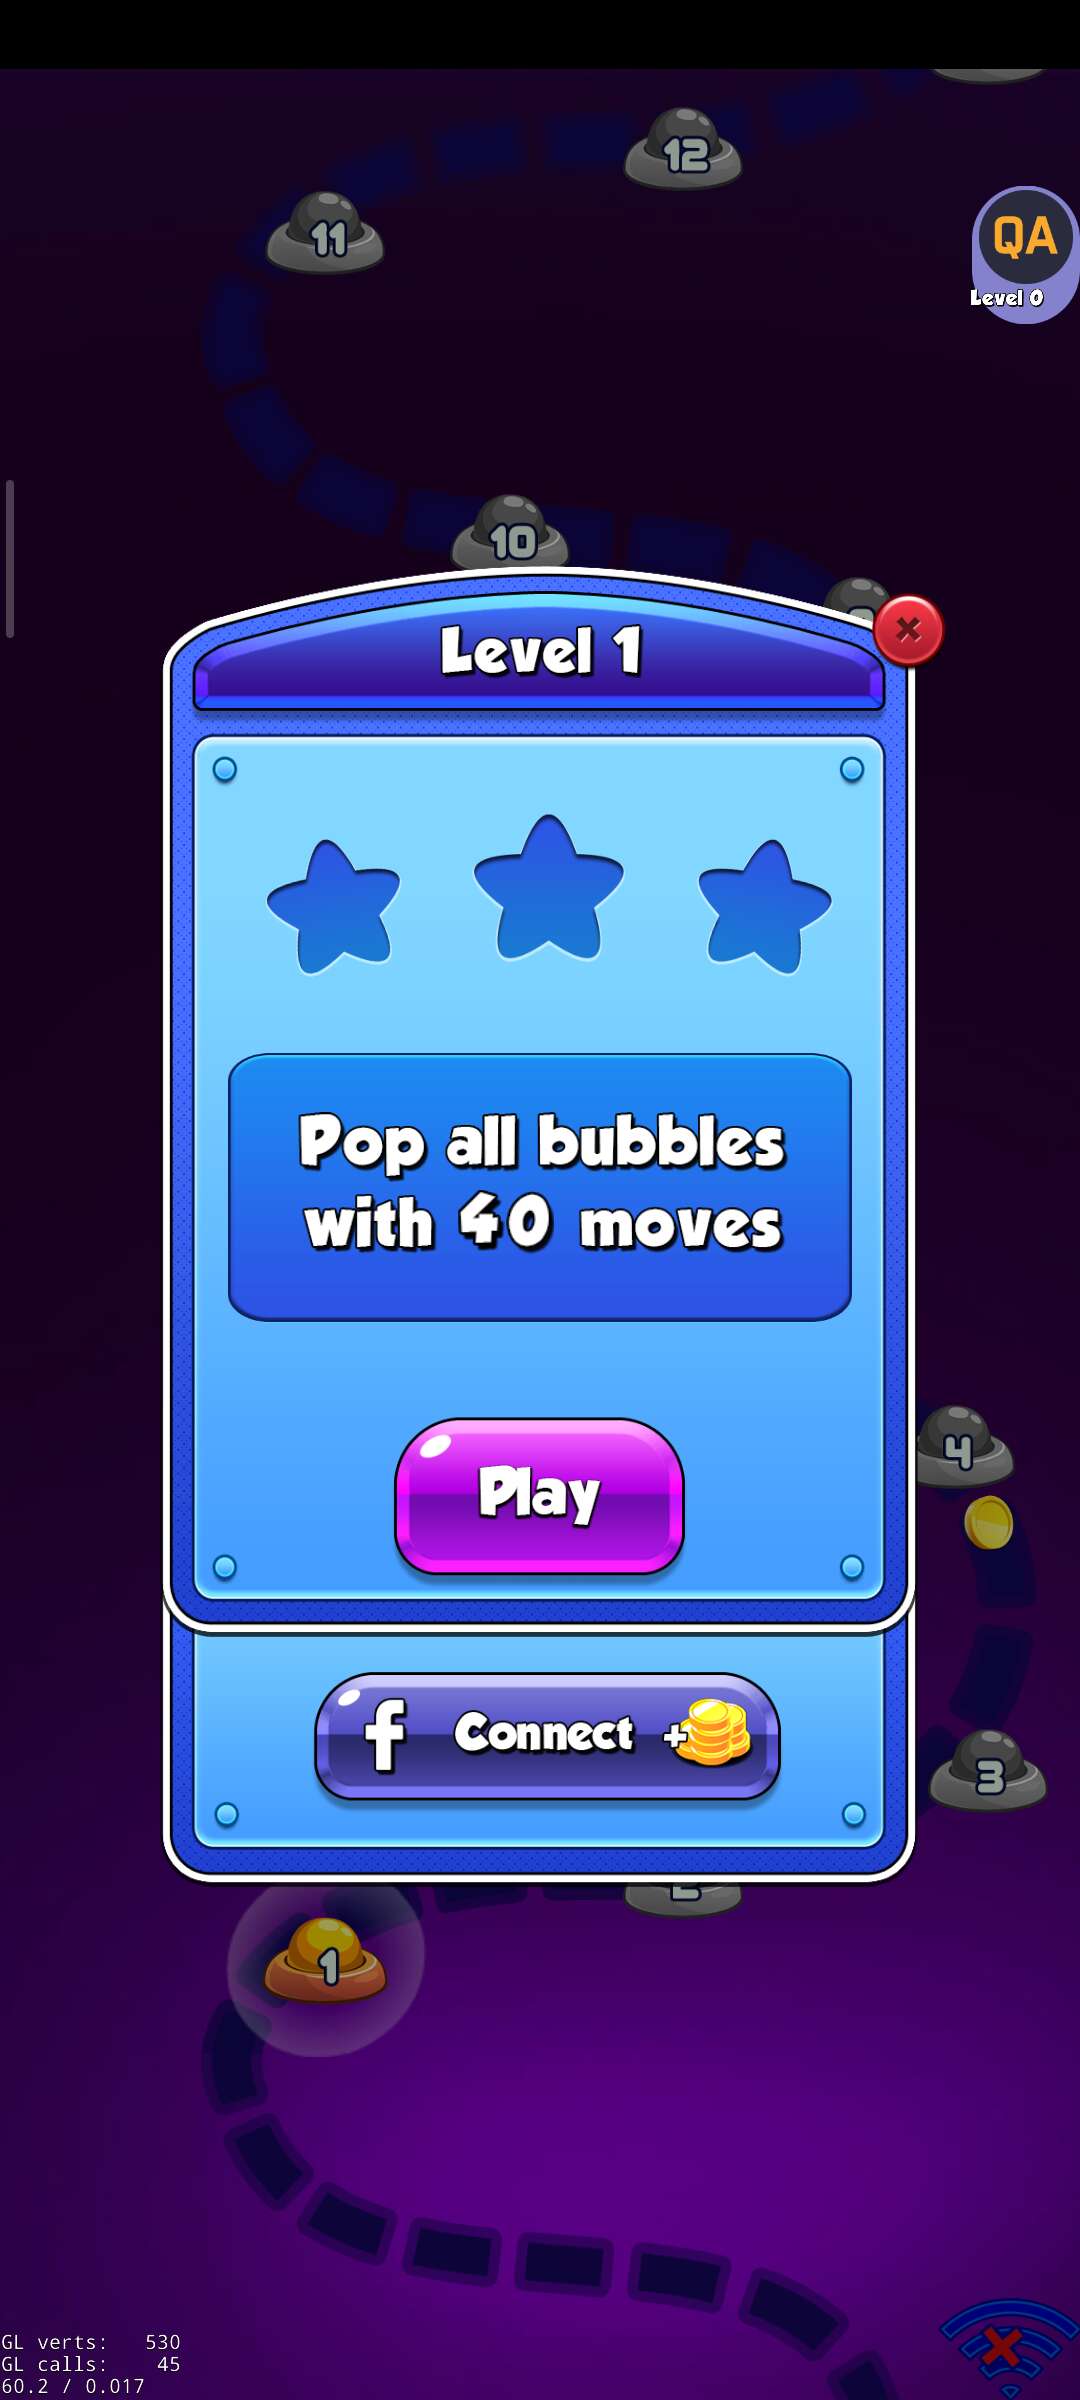 12
11
QA
Level 0
10
Level 1
Pop all bubbles
with 40 moves
4
Play
3
f Connect +
1
GL verts: 530
GL calls: 45
60.2 / 0.017